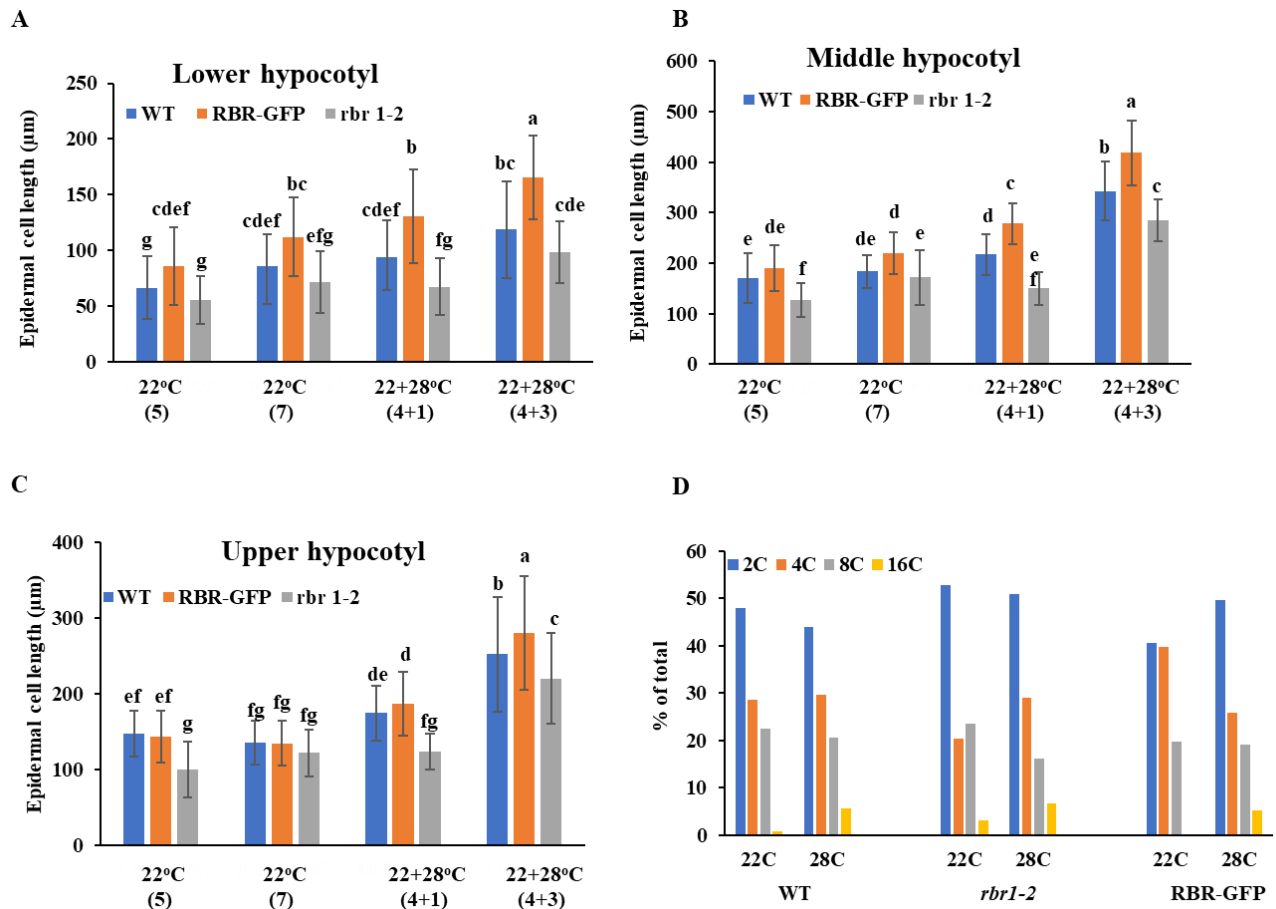 A
Lower hypocotyl
WT RBR-GFP rbr 1-2
Epidermal cell length (µm)
250
200
150
100
50
0
g cdef g
cdef bc efg
cdef b fg
bc a cde
22°C 22°C 22+28°C 22+28°C
(5) (7) (4+1) (4+3)
B
Middle hypocotyl
WT RBR-GFP rbr 1-2
Epidermal cell length (µm)
600
500
400
300
200
100
0
e de f
de d e
d c e
f
b a c
22°C 22°C 22+28°C 22+28°C
(5) (7) (4+1) (4+3)
C
Upper hypocotyl
WT RBR-GFP rbr 1-2
Epidermal cell length (µm)
400
300
200
100
0
ef ef g
fg fg fg
de d fg
b a c
22°C 22°C 22+28°C 22+28°C
(5) (7) (4+1) (4+3)
D
2C 4C 8C 16C
% of total
60
50
40
30
20
10
0
22C 28C 22C 28C 22C 28C
WT rbr1-2 RBR-GFP